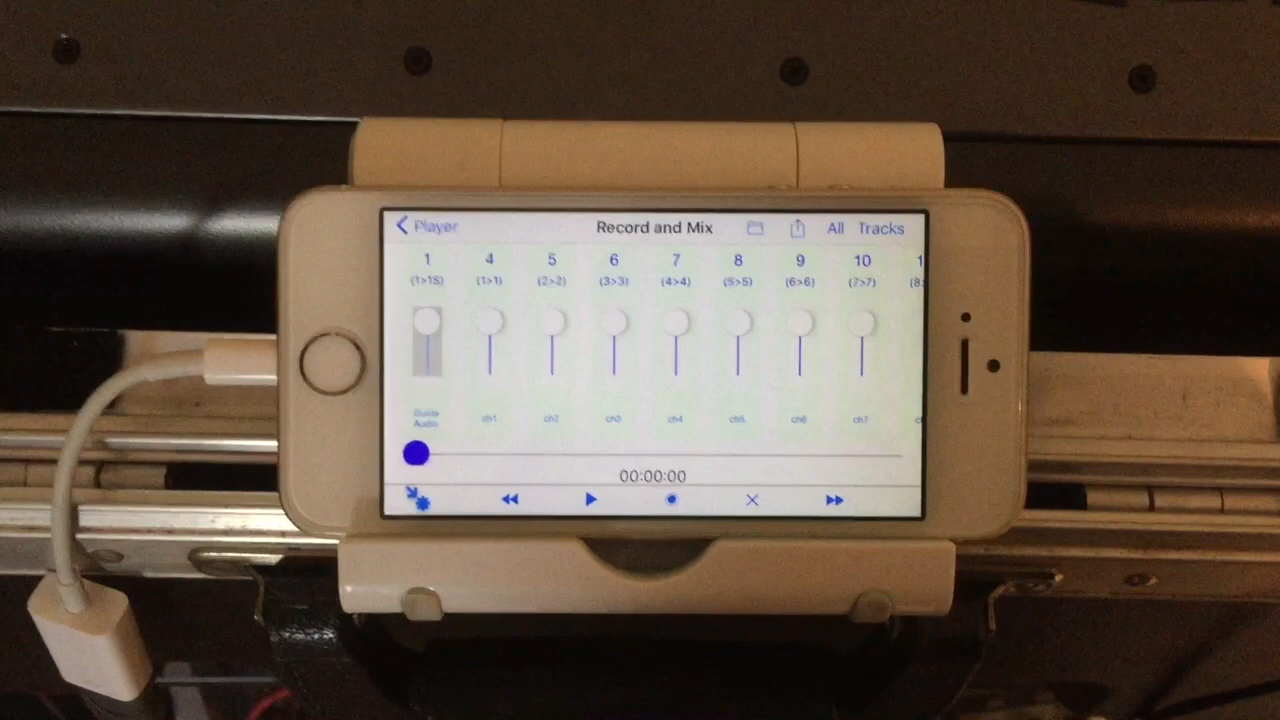 Player Record and Mix All Tracks
1 4 5 6 7 8 9 10 1
(1>1S) (1>1) (2>2) (3>3) (4>4) (5>5) (6>6) (7>7) (8:
Guide Audio ch1 ch2 ch3 ch4 ch5 ch6 ch7 c
00:00:00